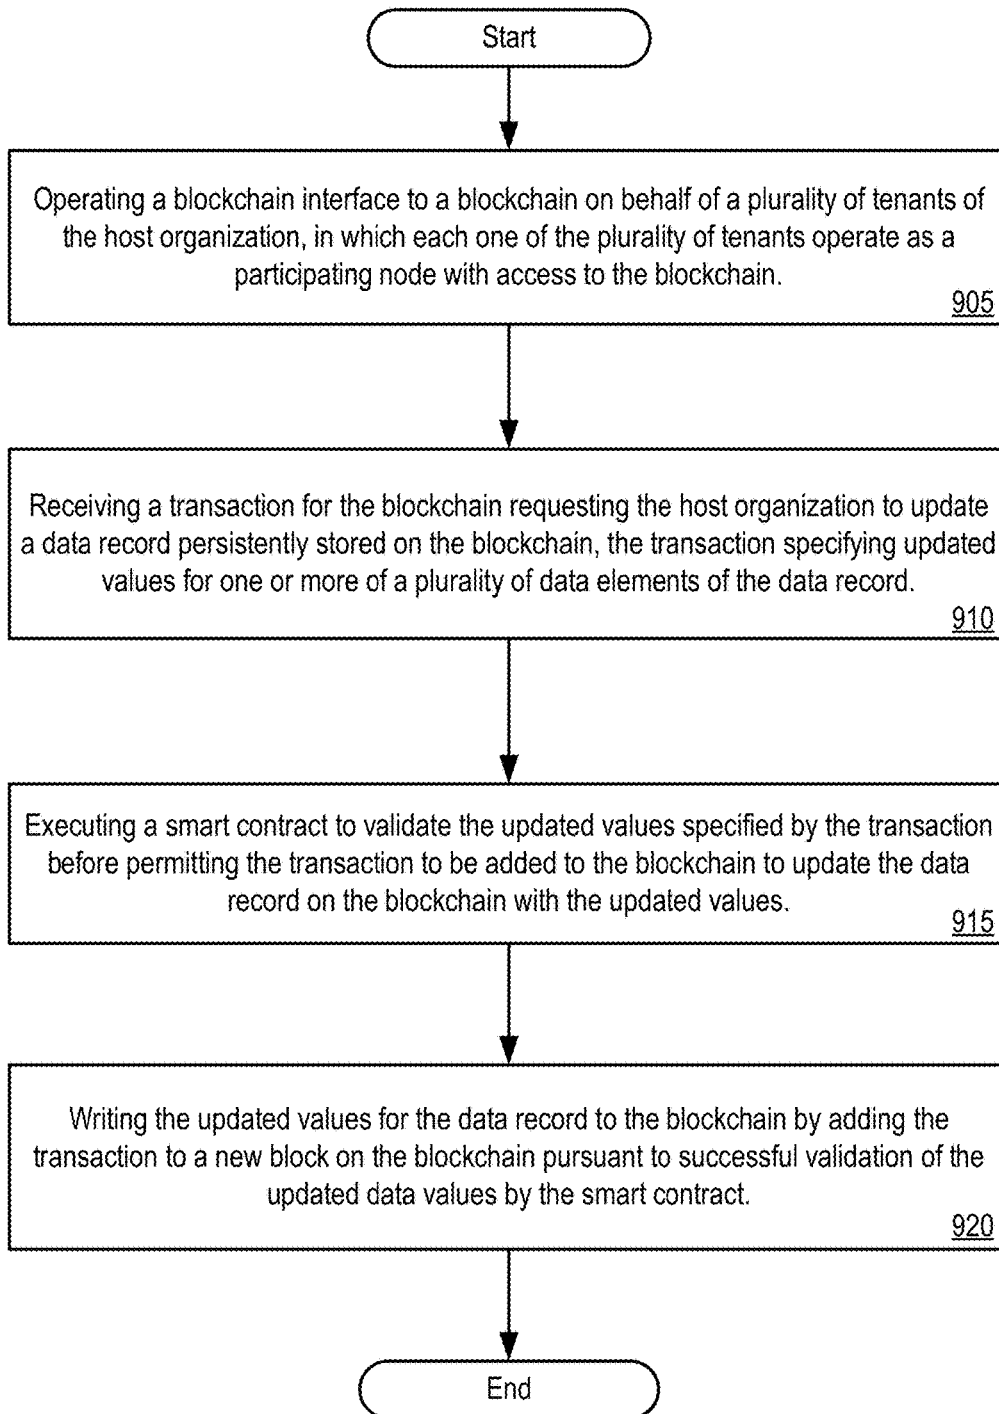 Start
Operating a blockchain interface to a blockchain on behalf of a plurality of tenants of
the host organization, in which each one of the plurality of tenants operate as a
participating node with access to the blockchain.
905
Receiving a transaction for the blockchain requesting the host organization to update
a data record persistently stored on the blockchain, the transaction specifying updated
values for one or more of a plurality of data elements of the data record.
910
Executing a smart contract to validate the updated values specified by the transaction
before permitting the transaction to be added to the blockchain to update the data
record on the blockchain with the updated values.
915
Writing the updated values for the data record to the blockchain by adding the
transaction to a new block on the blockchain pursuant to successful validation of the
updated data values by the smart contract.
920
End